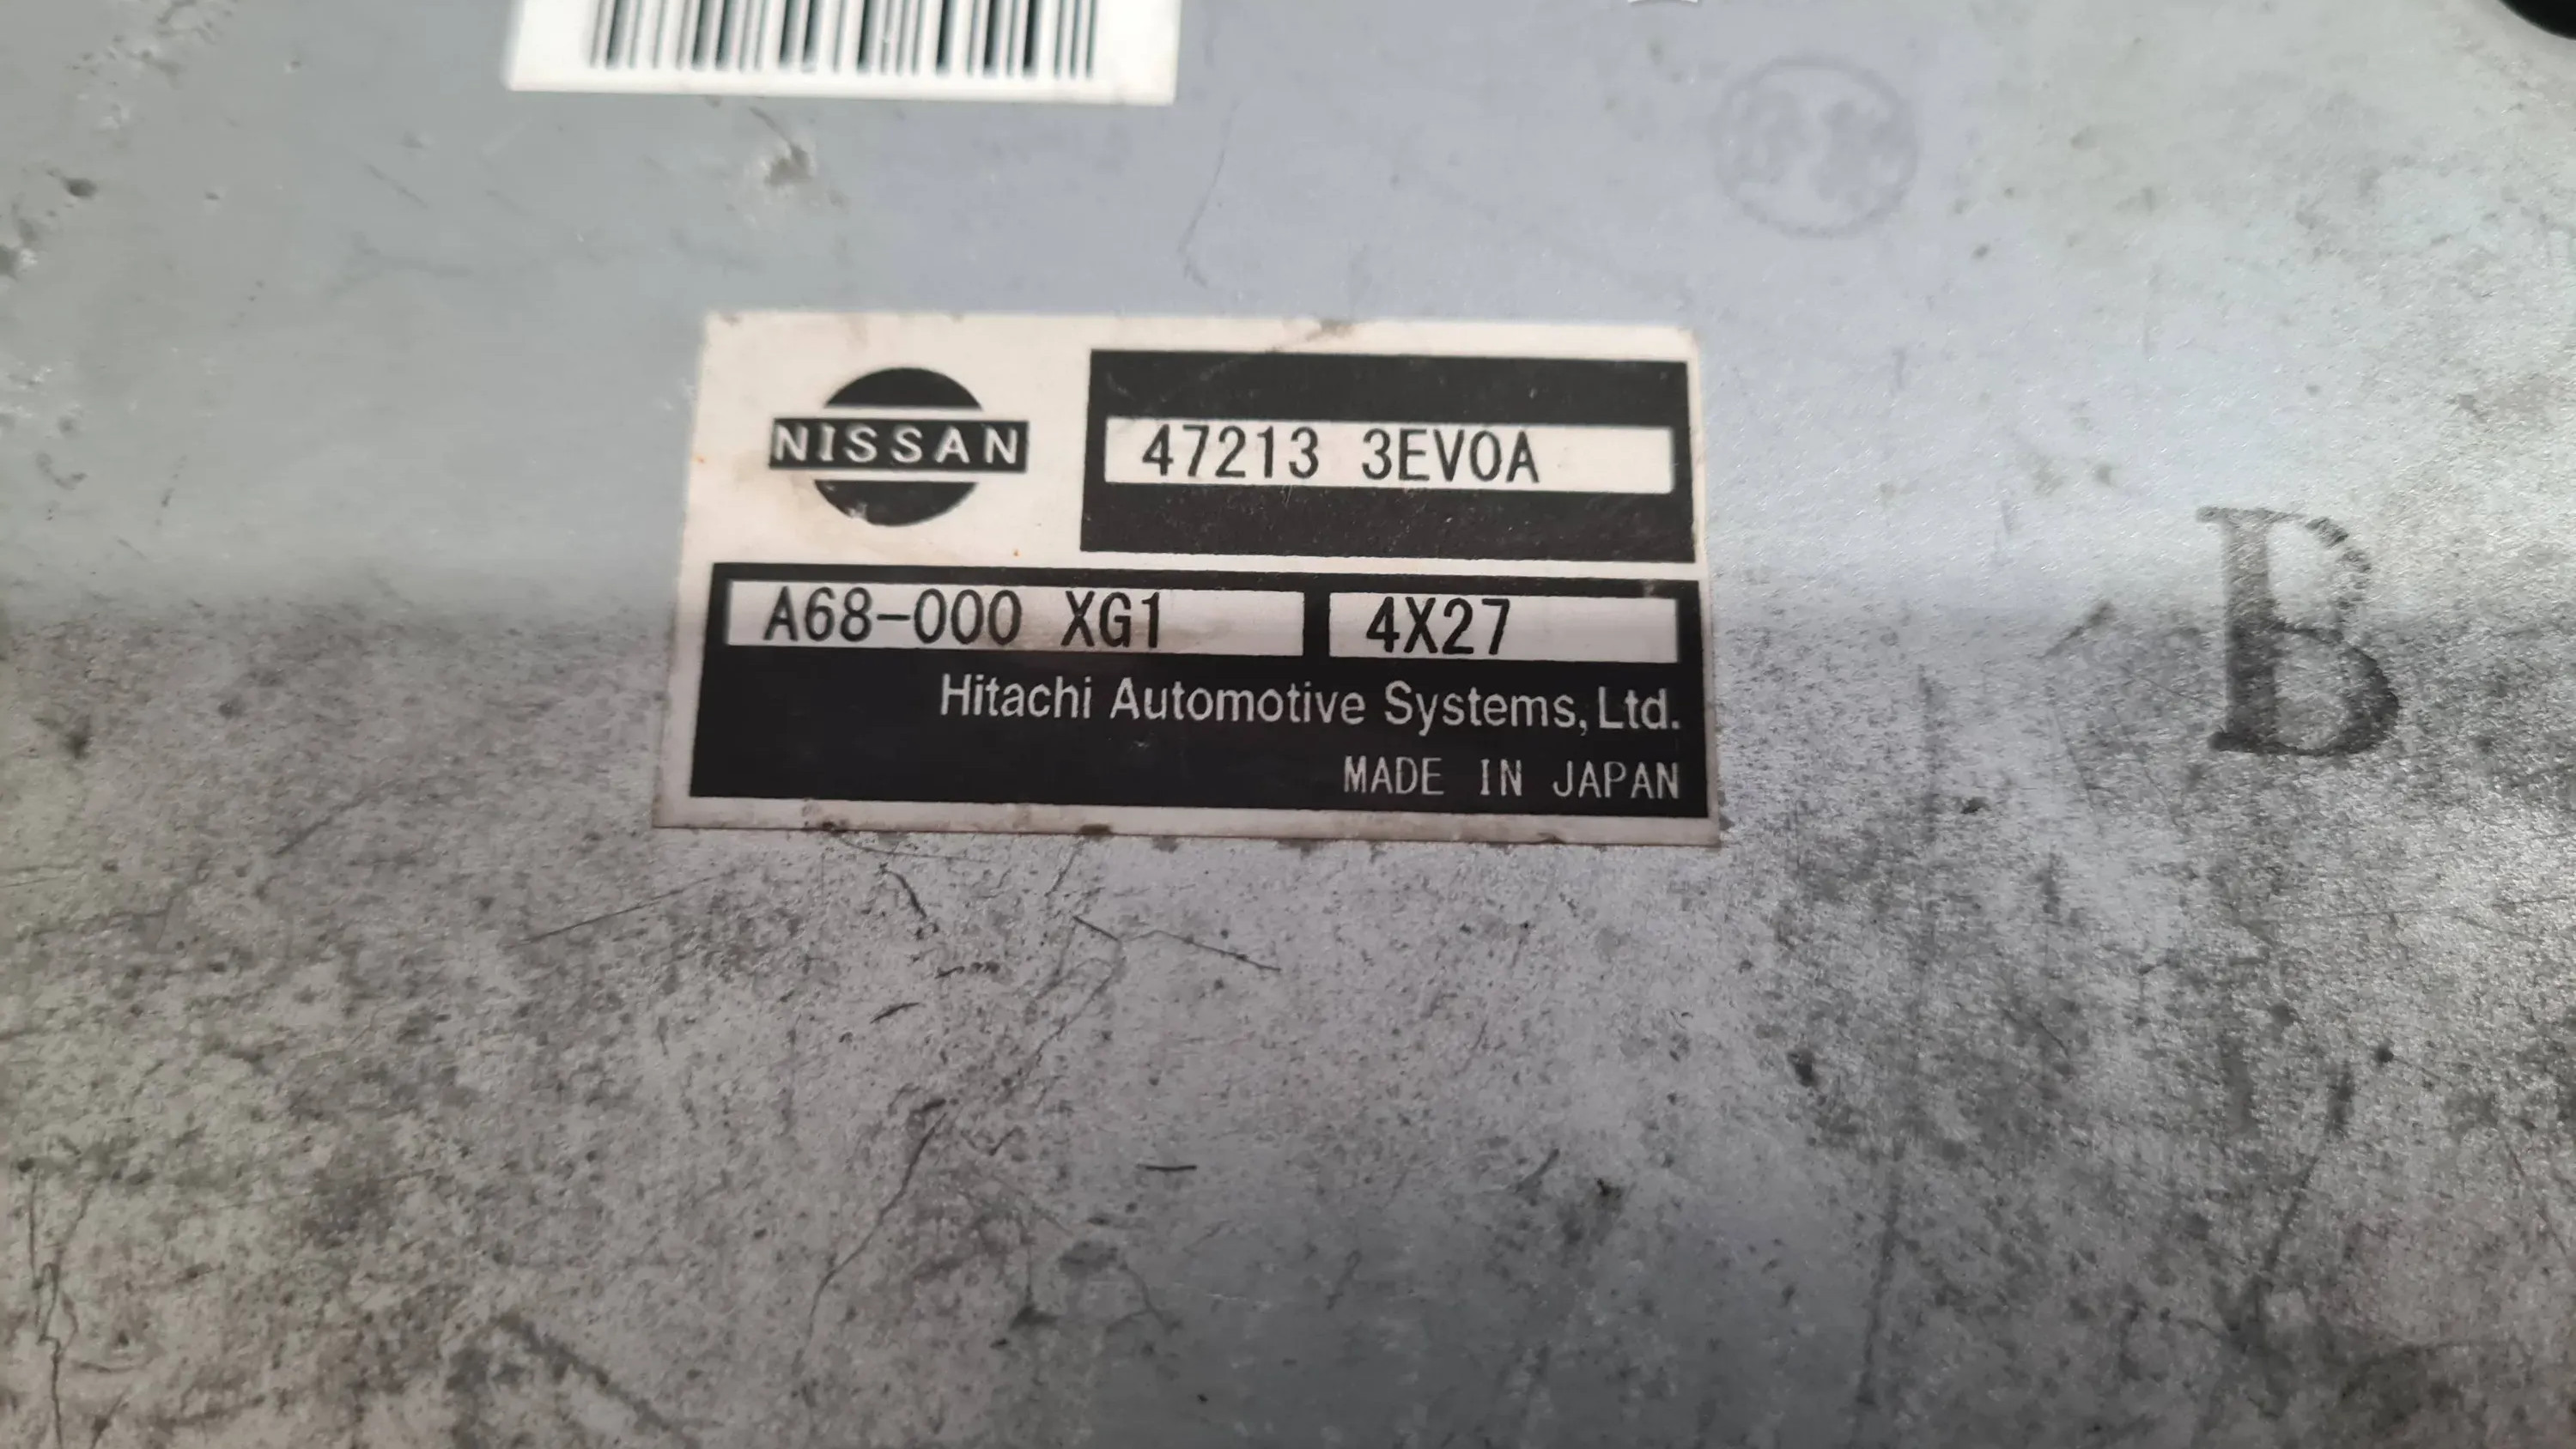 NISSAN
47213 3EV0A
A68-000 XG1
4X27
Hitachi Automotive Systems, Ltd.
MADE IN JAPAN
B